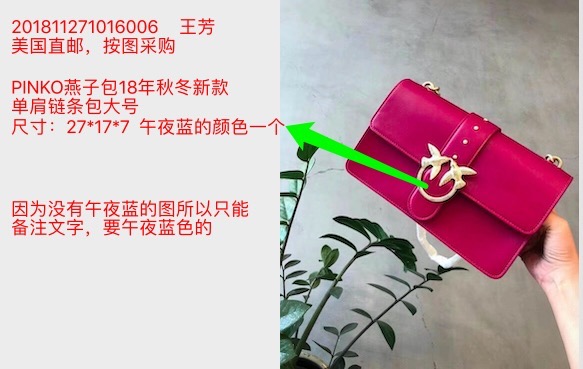 201811271016006 王芳
美国直邮，按图采购
PINKO燕子包18年秋冬新款
单肩链条包大号
尺寸：27*17*7 午夜蓝的颜色一个
因为没有午夜蓝的图所以只能
备注文字，要午夜蓝色的